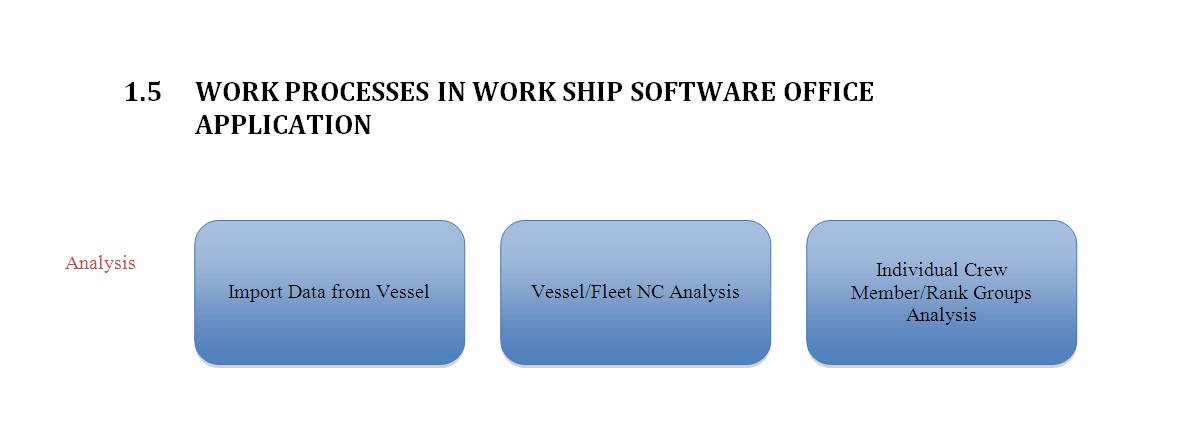 1.5 WORK PROCESSES IN WORK SHIP SOFTWARE OFFICE
APPLICATION
Analysis
Import Data from Vessel
Vessel/Fleet NC Analysis
Individual Crew
Member/Rank Groups
Analysis